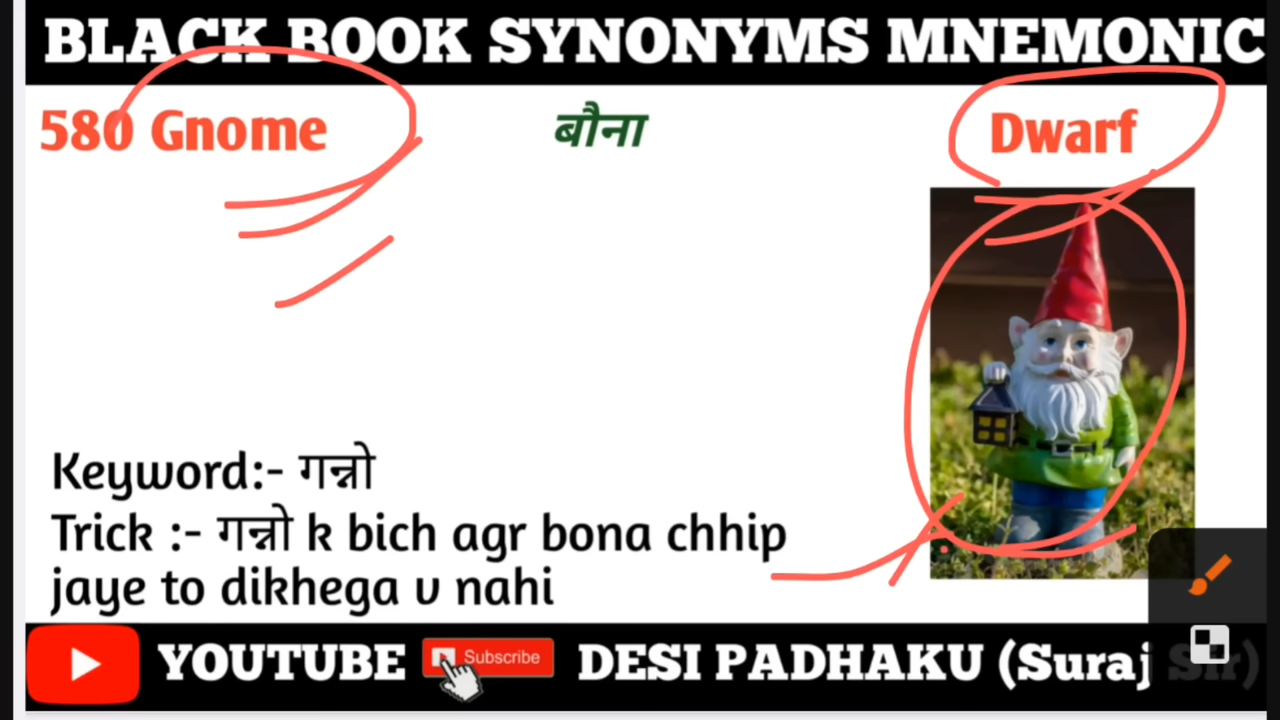 BLACK BOOK SYNONYMS MNEMONIC
580 Gnome बौना Dwarf
Keyword:- गन्नो
Trick :- गन्नो k bich agr bona chhip
jaye to dikhega v nahi
YOUTUBE Subscribe DESI PADHAKU (Suraj Sir)